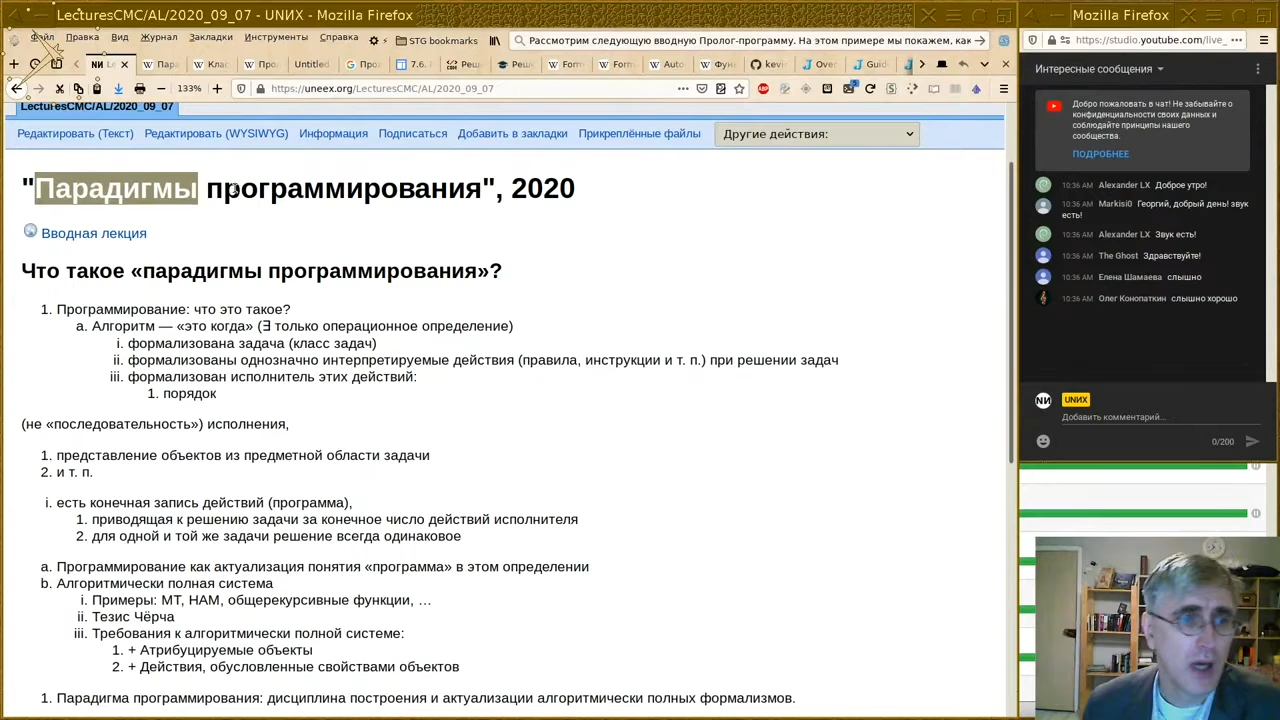 LecturesCMC/AL/2020_09_07 - UNИX - Mozilla Firefox
Mozilla Firefox
Файл Правка Вид Журнал Закладки Инструменты Справка
STG bookmarks
Рассмотрим следующую вводную Пролог-программу. На этом примере мы покажем, как
https://studio.youtube.com/live_
Untitled
133%
https://uneex.org/LecturesCMC/AL/2020_09_07
LecturesCMC/AL/2020_09_07
Редактировать (Текст) Редактировать (WYSIWYG) Информация Подписаться Добавить в закладки Прикреплённые файлы Другие действия:
"Парадигмы программирования", 2020
Вводная лекция
Что такое «парадигмы программирования»?
1. Программирование: что это такое?
a. Алгоритм — «это когда» (∃ только операционное определение)
i. формализована задача (класс задач)
ii. формализованы однозначно интерпретируемые действия (правила, инструкции и т. п.) при решении задач
iii. формализован исполнитель этих действий:
1. порядок
(не «последовательность») исполнения,
1. представление объектов из предметной области задачи
2. и т. п.
i. есть конечная запись действий (программа),
1. приводящая к решению задачи за конечное число действий исполнителя
2. для одной и той же задачи решение всегда одинаковое
a. Программирование как актуализация понятия «программа» в этом определении
b. Алгоритмически полная система
i. Примеры: МТ, НАМ, общерекурсивные функции, …
ii. Тезис Чёрча
iii. Требования к алгоритмически полной системе:
1. + Атрибуцируемые объекты
2. + Действия, обусловленные свойствами объектов
1. Парадигма программирования: дисциплина построения и актуализации алгоритмически полных формализмов.
Интересные сообщения
Добро пожаловать в чат! Не забывайте о
конфиденциальности своих данных и
соблюдайте принципы нашего
сообщества.
ПОДРОБНЕЕ
10:36 AM Alexander LX Доброе утро!
10:36 AM Markisi0 Георгий, добрый день! звук
есть!
10:36 AM Alexander LX Звук есть!
10:36 AM The Ghost Здравствуйте!
10:36 AM Елена Шамаева слышно
10:36 AM Олег Конопаткин слышно хорошо
NИ UNИX
Добавить комментарий...
0/200